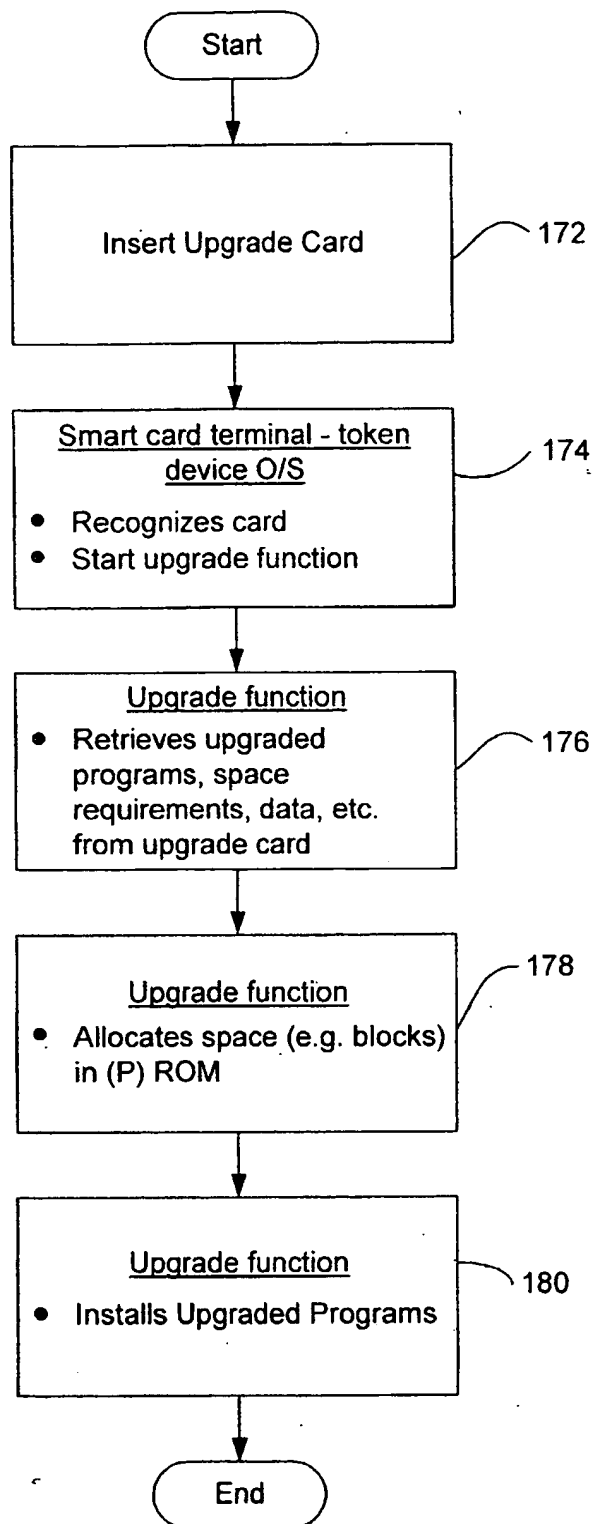 Start
Insert Upgrade Card
172
Smart card terminal - token
device O/S
• Recognizes card
• Start upgrade function
174
Upgrade function
• Retrieves upgraded
programs, space
requirements, data, etc.
from upgrade card
176
Upgrade function
• Allocates space (e.g. blocks)
in (P) ROM
178
Upgrade function
• Installs Upgraded Programs
180
End